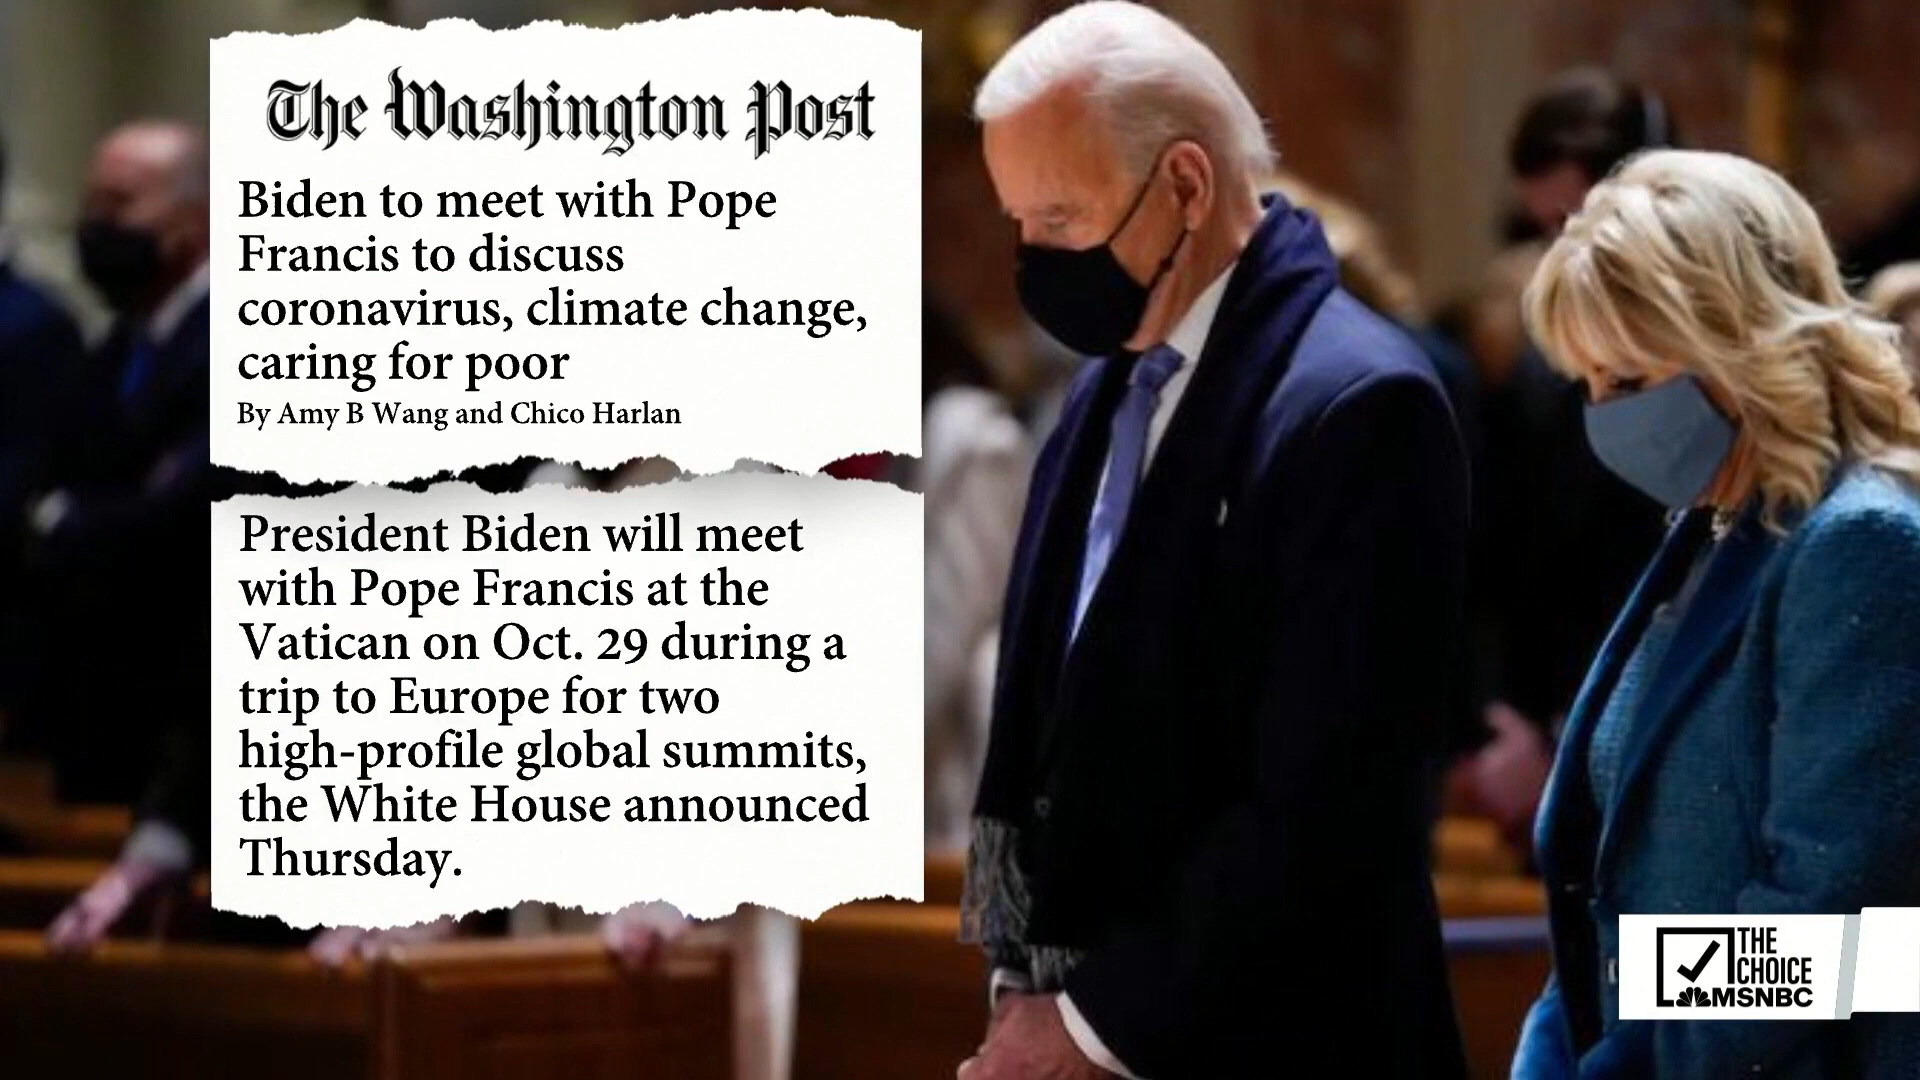 The Washington Post
Biden to meet with Pope
Francis to discuss
coronavirus, climate change,
caring for poor
By Amy B Wang and Chico Harlan
President Biden will meet
with Pope Francis at the
Vatican on Oct. 29 during a
trip to Europe for two
high-profile global summits,
the White House announced
Thursday.
THE
CHOICE
MSNBC